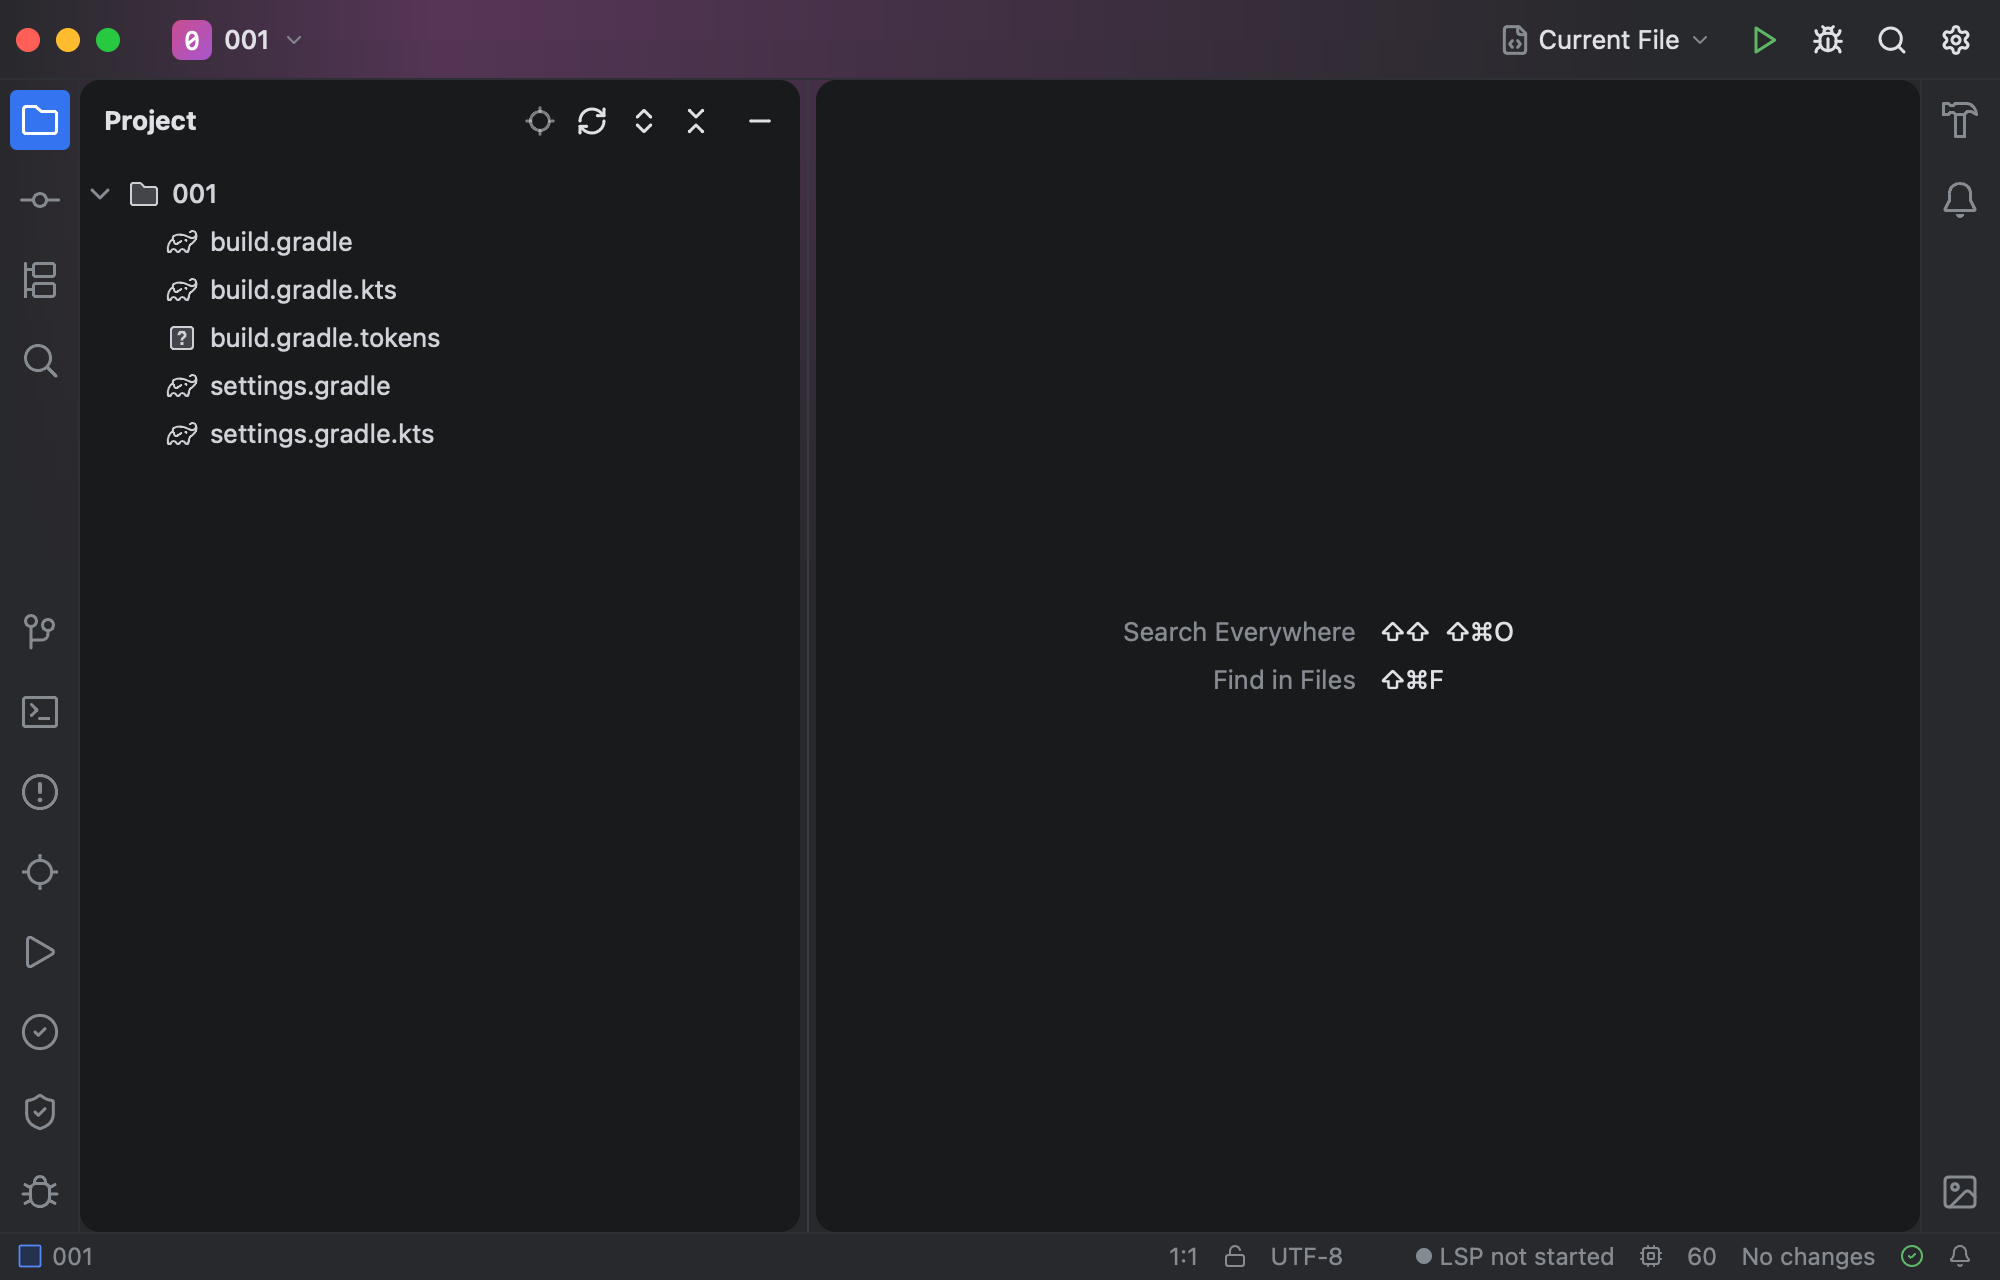 0 001
Current File
Project
001
build.gradle
build.gradle.kts
? build.gradle.tokens
settings.gradle
settings.gradle.kts
Search Everywhere ⇧⇧ ⇧⌘O
Find in Files ⇧⌘F
001
1:1
UTF-8
LSP not started
60
No changes